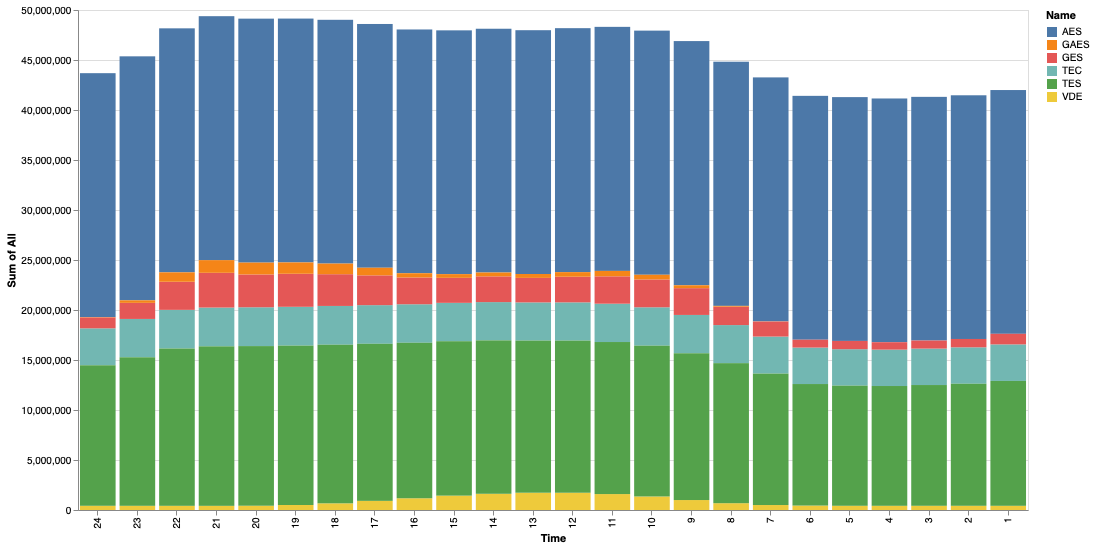 50,000,000
45,000,000
40,000,000
35,000,000
30,000,000
25,000,000
20,000,000
15,000,000
10,000,000
5,000,000
0
Sum of All
24 23 22 21 20 19 18 17 16 15 14 13 12 11 10 9 8 7 6 5 4 3 2 1
Time
Name
AES
GAES
GES
TEC
TES
VDE